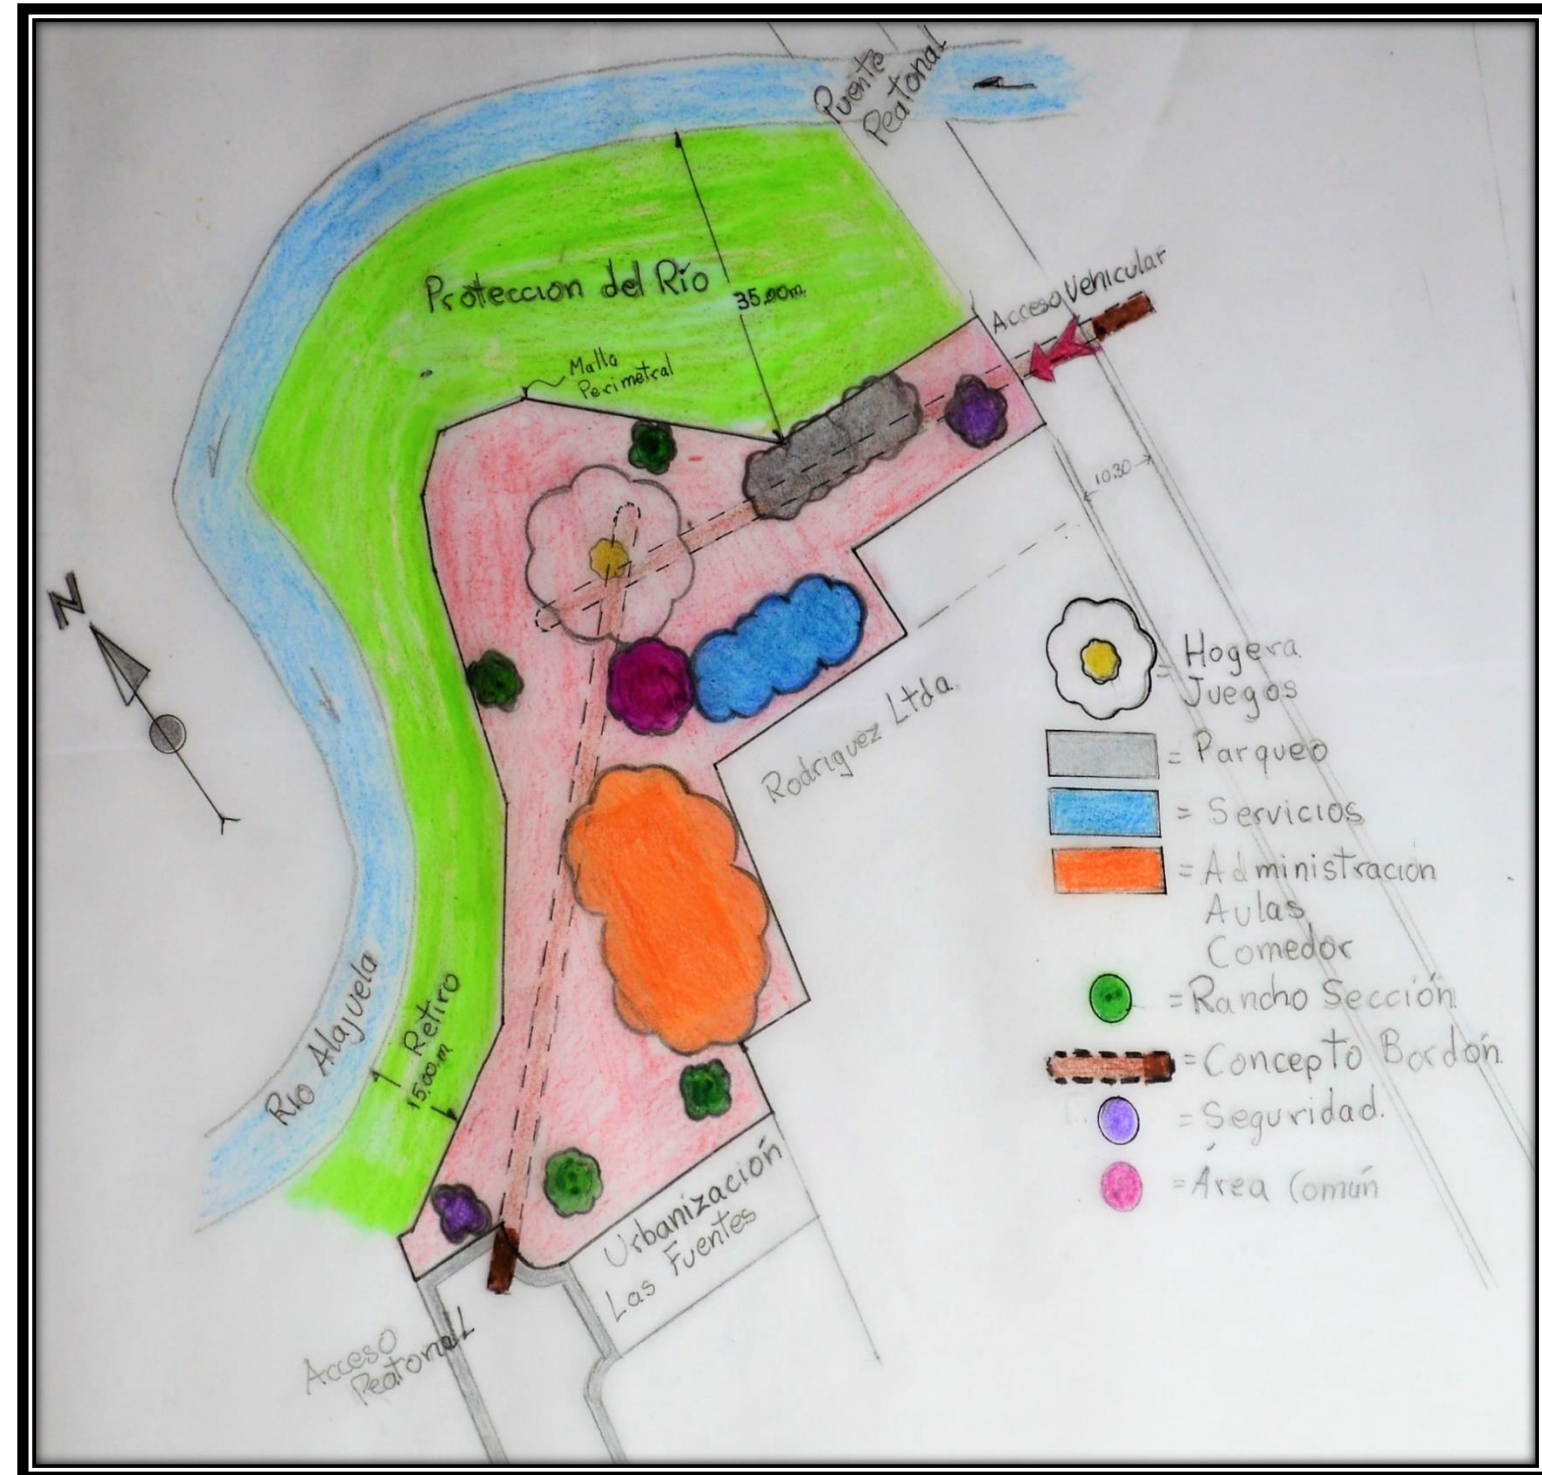 Puente
Peatonal
Proteccion del Río
35.00m.
Acceso Vehicular
Malla
Perimetral
10.30
N
Rodriguez Ltda.
Hogera
Juegos
= Parqueo
= Servicios
= Administración
Aulas
Comedor
= Rancho Sección
= Concepto Bordón
= Seguridad.
= Área Común
Rio Alajuela
Retiro
15.00m
Urbanización
Las Fuentes
Acceso
Peatonal